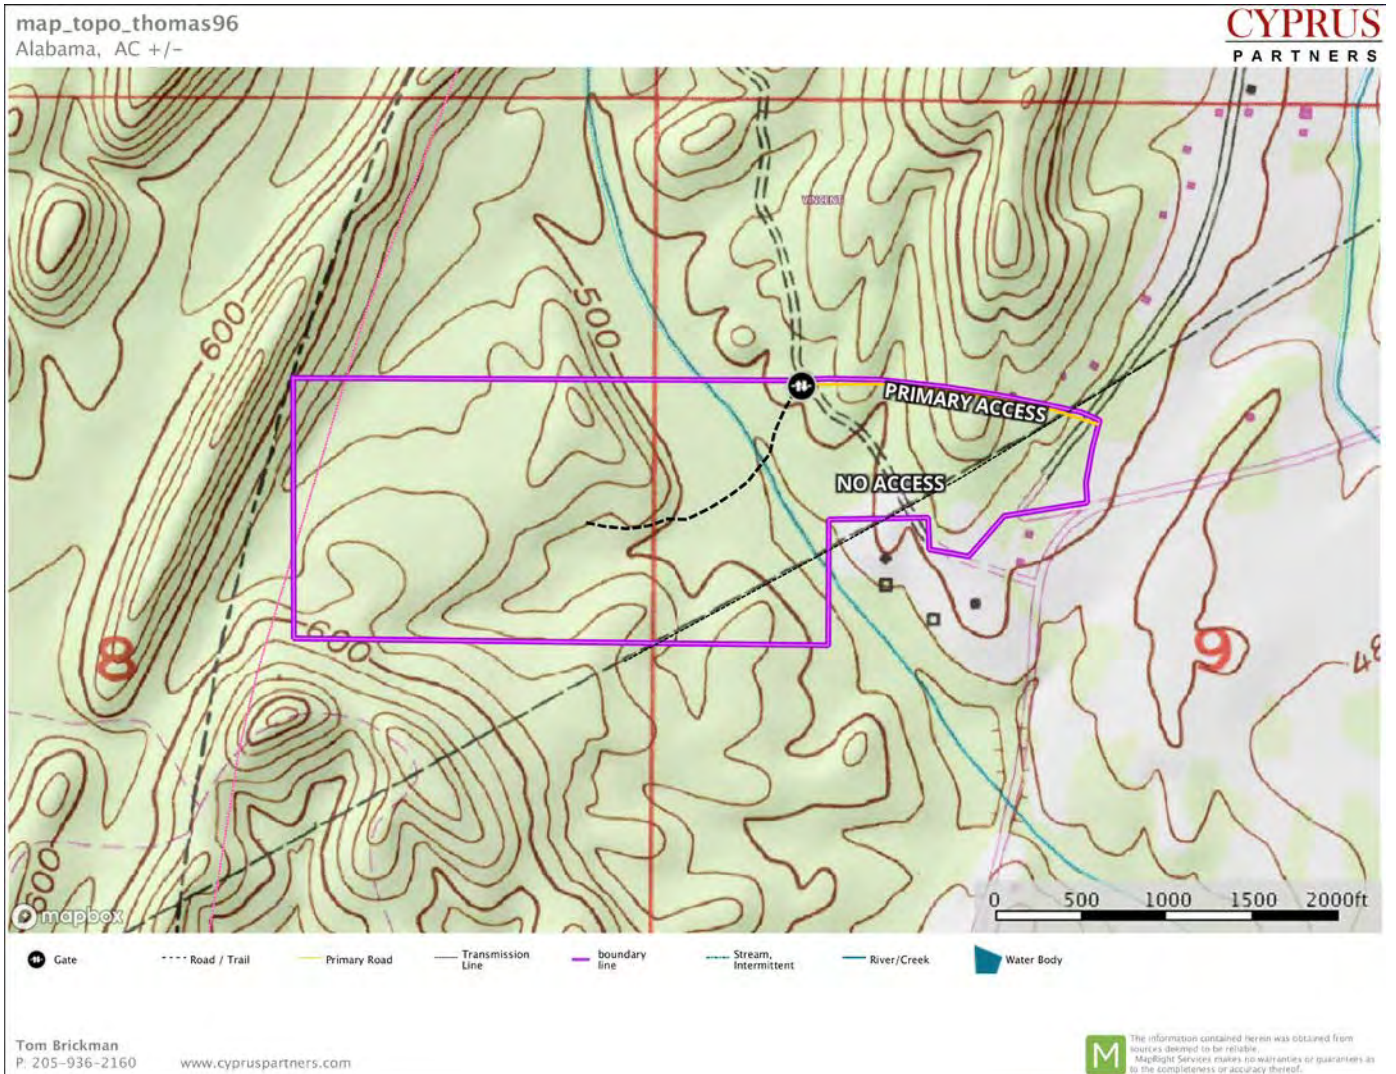 map_topo_thomas96
Alabama, AC +/-
CYPRUS
PARTNERS
VINCENT
600
500
PRIMARY ACCESS
NO ACCESS
8
600
9
500
mapbox
0 500 1000 1500 2000ft
Gate
Road / Trail
Primary Road
Transmission
Line
boundary
line
Stream,
Intermittent
River/Creek
Water Body
Tom Brickman
P: 205-936-2160
www.cypruspartners.com
M
The information contained herein was obtained from
sources deemed to be reliable.
MapRight Services makes no warranties or guarantees as
to the completeness or accuracy thereof.